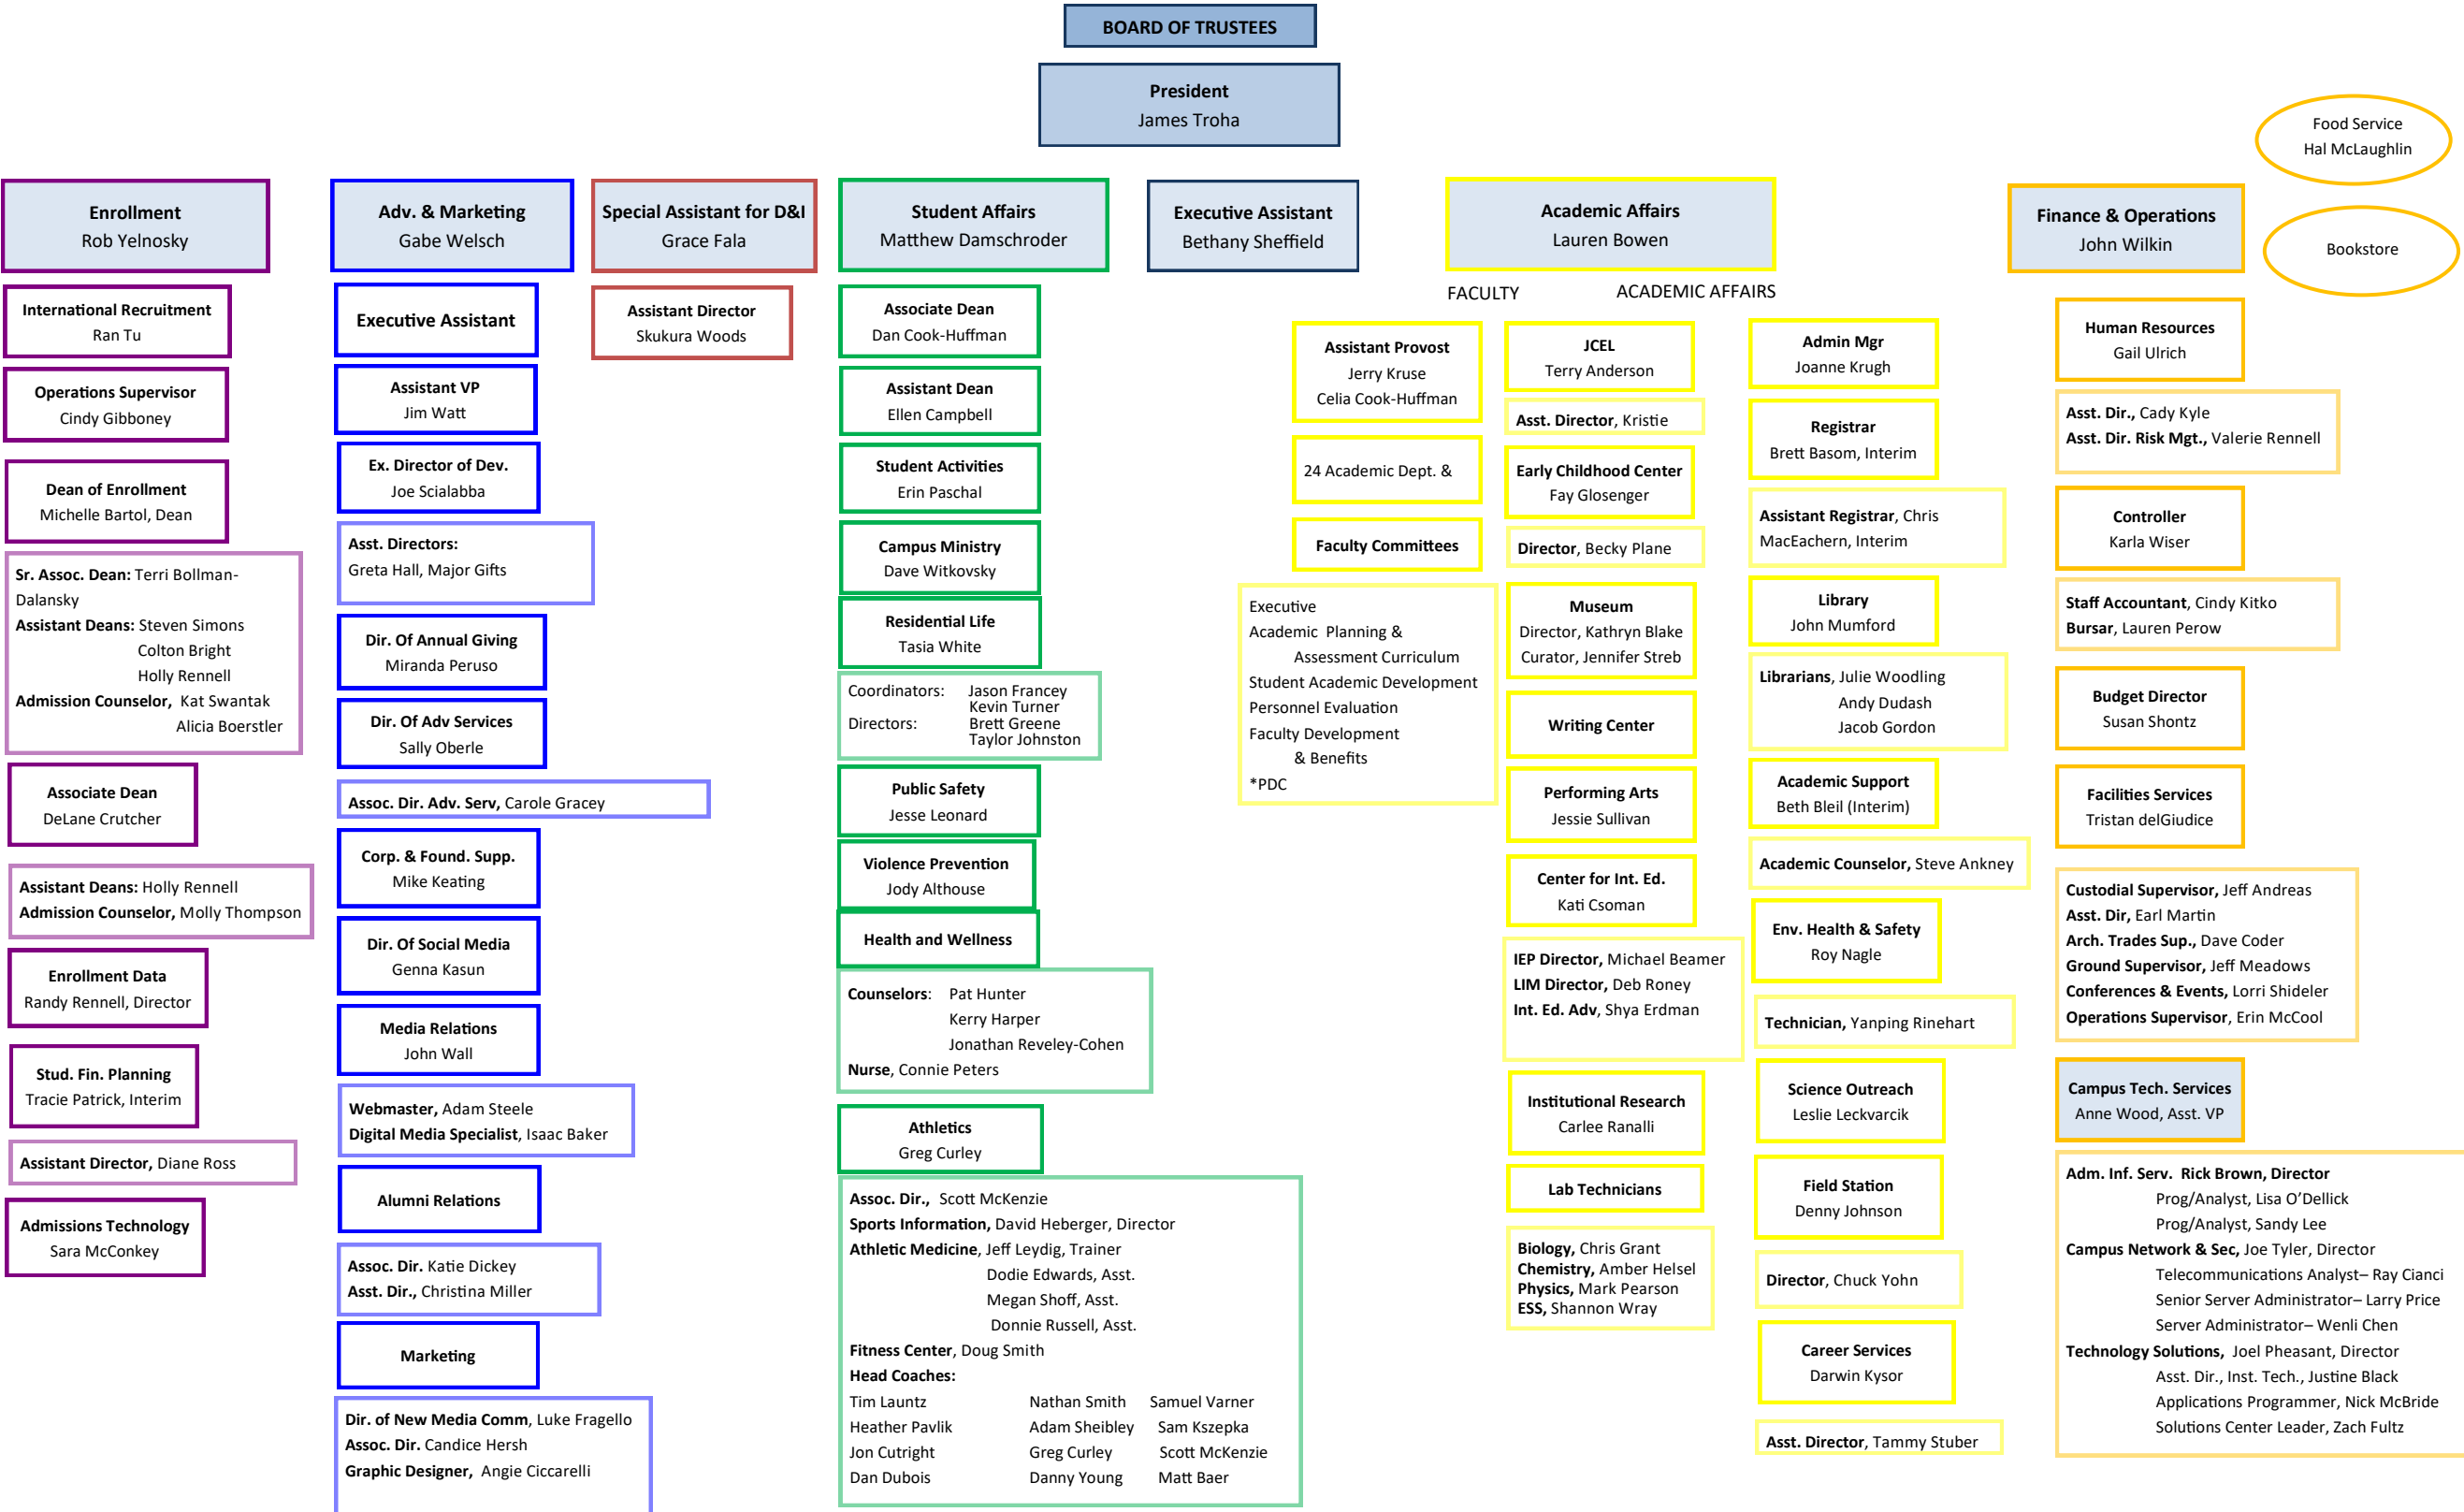 BOARD OF TRUSTEES
President
James Troha
Food Service
Hal McLaughlin
Bookstore
Enrollment
Rob Yelnosky
International Recruitment
Ran Tu
Operations Supervisor
Cindy Gibboney
Dean of Enrollment
Michelle Bartol, Dean
Sr. Assoc. Dean: Terri Bollman-
Dalansky
Assistant Deans: Steven Simons
Colton Bright
Holly Rennell
Admission Counselor, Kat Swantak
Alicia Boerstler
Associate Dean
DeLane Crutcher
Assistant Deans: Holly Rennell
Admission Counselor, Molly Thompson
Enrollment Data
Randy Rennell, Director
Stud. Fin. Planning
Tracie Patrick, Interim
Assistant Director, Diane Ross
Admissions Technology
Sara McConkey
Adv. & Marketing
Gabe Welsch
Executive Assistant
Assistant VP
Jim Watt
Ex. Director of Dev.
Joe Scialabba
Asst. Directors:
Greta Hall, Major Gifts
Dir. Of Annual Giving
Miranda Peruso
Dir. Of Adv Services
Sally Oberle
Assoc. Dir. Adv. Serv, Carole Gracey
Corp. & Found. Supp.
Mike Keating
Dir. Of Social Media
Genna Kasun
Media Relations
John Wall
Webmaster, Adam Steele
Digital Media Specialist, Isaac Baker
Alumni Relations
Assoc. Dir. Katie Dickey
Asst. Dir., Christina Miller
Marketing
Dir. of New Media Comm, Luke Fragello
Assoc. Dir. Candice Hersh
Graphic Designer, Angie Ciccarelli
Special Assistant for D&I
Grace Fala
Assistant Director
Skukura Woods
Student Affairs
Matthew Damschroder
Associate Dean
Dan Cook-Huffman
Assistant Dean
Ellen Campbell
Student Activities
Erin Paschal
Campus Ministry
Dave Witkovsky
Residential Life
Tasia White
Coordinators: Jason Francey
Kevin Turner
Directors: Brett Greene
Taylor Johnston
Public Safety
Jesse Leonard
Violence Prevention
Jody Althouse
Health and Wellness
Counselors: Pat Hunter
Kerry Harper
Jonathan Reveley-Cohen
Nurse, Connie Peters
Athletics
Greg Curley
Assoc. Dir., Scott McKenzie
Sports Information, David Heberger, Director
Athletic Medicine, Jeff Leydig, Trainer
Dodie Edwards, Asst.
Megan Shoff, Asst.
Donnie Russell, Asst.
Fitness Center, Doug Smith
Head Coaches:
Tim Launtz Nathan Smith Samuel Varner
Heather Pavlik Adam Sheibley Sam Kszepka
Jon Cutright Greg Curley Scott McKenzie
Dan Dubois Danny Young Matt Baer
Executive Assistant
Bethany Sheffield
Academic Affairs
Lauren Bowen
FACULTY ACADEMIC AFFAIRS
Assistant Provost
Jerry Kruse
Celia Cook-Huffman
24 Academic Dept. &
Faculty Committees
Executive
Academic Planning &
Assessment Curriculum
Student Academic Development
Personnel Evaluation
Faculty Development
& Benefits
*PDC
JCEL
Terry Anderson
Asst. Director, Kristie
Early Childhood Center
Fay Glosenger
Director, Becky Plane
Museum
Director, Kathryn Blake
Curator, Jennifer Streb
Writing Center
Performing Arts
Jessie Sullivan
Center for Int. Ed.
Kati Csoman
IEP Director, Michael Beamer
LIM Director, Deb Roney
Int. Ed. Adv, Shya Erdman
Institutional Research
Carlee Ranalli
Lab Technicians
Biology, Chris Grant
Chemistry, Amber Helsel
Physics, Mark Pearson
ESS, Shannon Wray
Admin Mgr
Joanne Krugh
Registrar
Brett Basom, Interim
Assistant Registrar, Chris
MacEachern, Interim
Library
John Mumford
Librarians, Julie Woodling
Andy Dudash
Jacob Gordon
Academic Support
Beth Bleil (Interim)
Academic Counselor, Steve Ankney
Env. Health & Safety
Roy Nagle
Technician, Yanping Rinehart
Science Outreach
Leslie Leckvarcik
Field Station
Denny Johnson
Director, Chuck Yohn
Career Services
Darwin Kysor
Asst. Director, Tammy Stuber
Finance & Operations
John Wilkin
Human Resources
Gail Ulrich
Asst. Dir., Cady Kyle
Asst. Dir. Risk Mgt., Valerie Rennell
Controller
Karla Wiser
Staff Accountant, Cindy Kitko
Bursar, Lauren Perow
Budget Director
Susan Shontz
Facilities Services
Tristan delGiudice
Custodial Supervisor, Jeff Andreas
Asst. Dir, Earl Martin
Arch. Trades Sup., Dave Coder
Ground Supervisor, Jeff Meadows
Conferences & Events, Lorri Shideler
Operations Supervisor, Erin McCool
Campus Tech. Services
Anne Wood, Asst. VP
Adm. Inf. Serv. Rick Brown, Director
Prog/Analyst, Lisa O’Dellick
Prog/Analyst, Sandy Lee
Campus Network & Sec, Joe Tyler, Director
Telecommunications Analyst– Ray Cianci
Senior Server Administrator– Larry Price
Server Administrator– Wenli Chen
Technology Solutions, Joel Pheasant, Director
Asst. Dir., Inst. Tech., Justine Black
Applications Programmer, Nick McBride
Solutions Center Leader, Zach Fultz